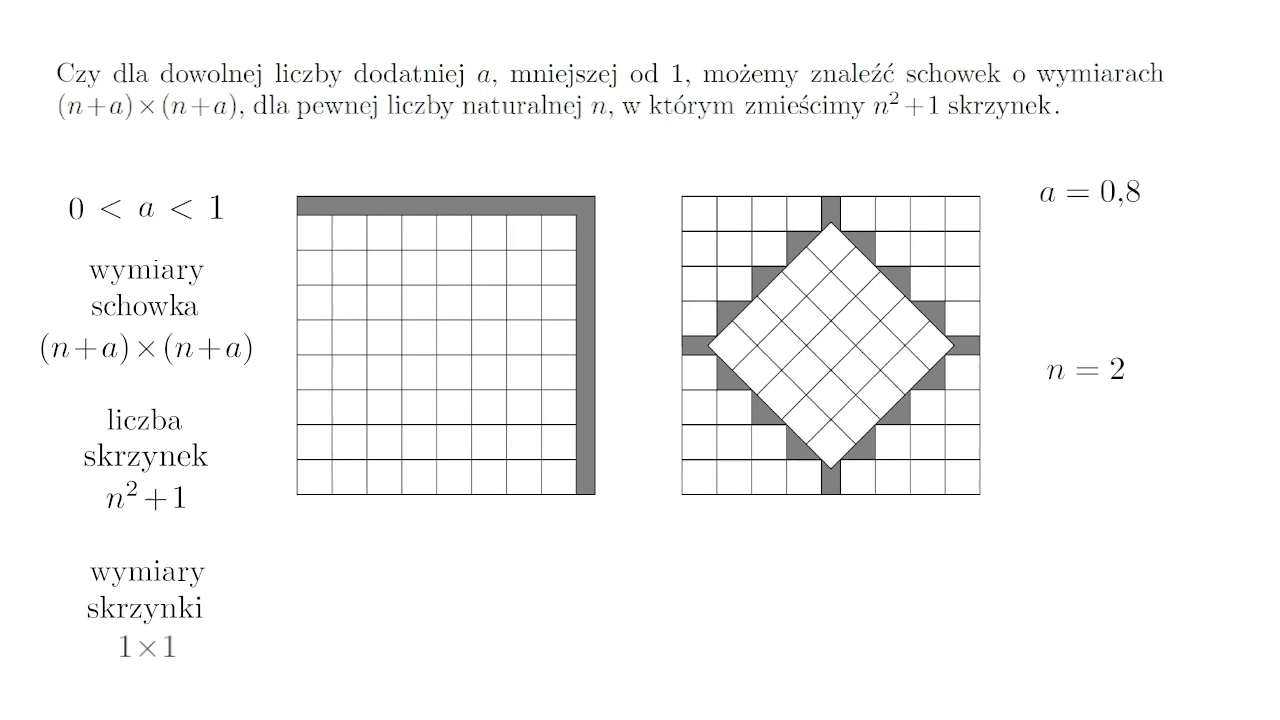 Czy dla dowolnej liczby dodatniej a, mniejszej od 1, możemy znaleźć schowek o wymiarach
(n+a)×(n+a), dla pewnej liczby naturalnej n, w którym zmieścimy n²+1 skrzynek.
0 < a < 1
wymiary
schowka
(n+a)×(n+a)
liczba
skrzynek
n²+1
wymiary
skrzynki
1×1
a = 0,8
n = 2